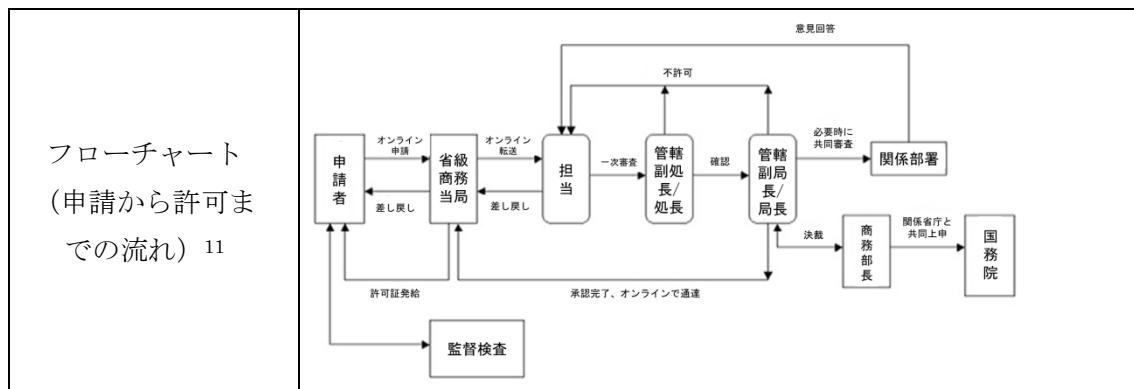 フローチャート
（申請から許可ま
での流れ）11
意見回答
不許可
申請者
オンライン
申請
差し戻し
省級商務当局
オンライン
転送
差し戻し
担当
一次審査
管轄
副処
長/
処長
確認
管轄
副局
長/
局長
必要時に
共同審査
関係部署
決裁
商務部長
関係省庁と
共同上申
国務院
許可証発給
承認完了、オンラインで通達
監督検査